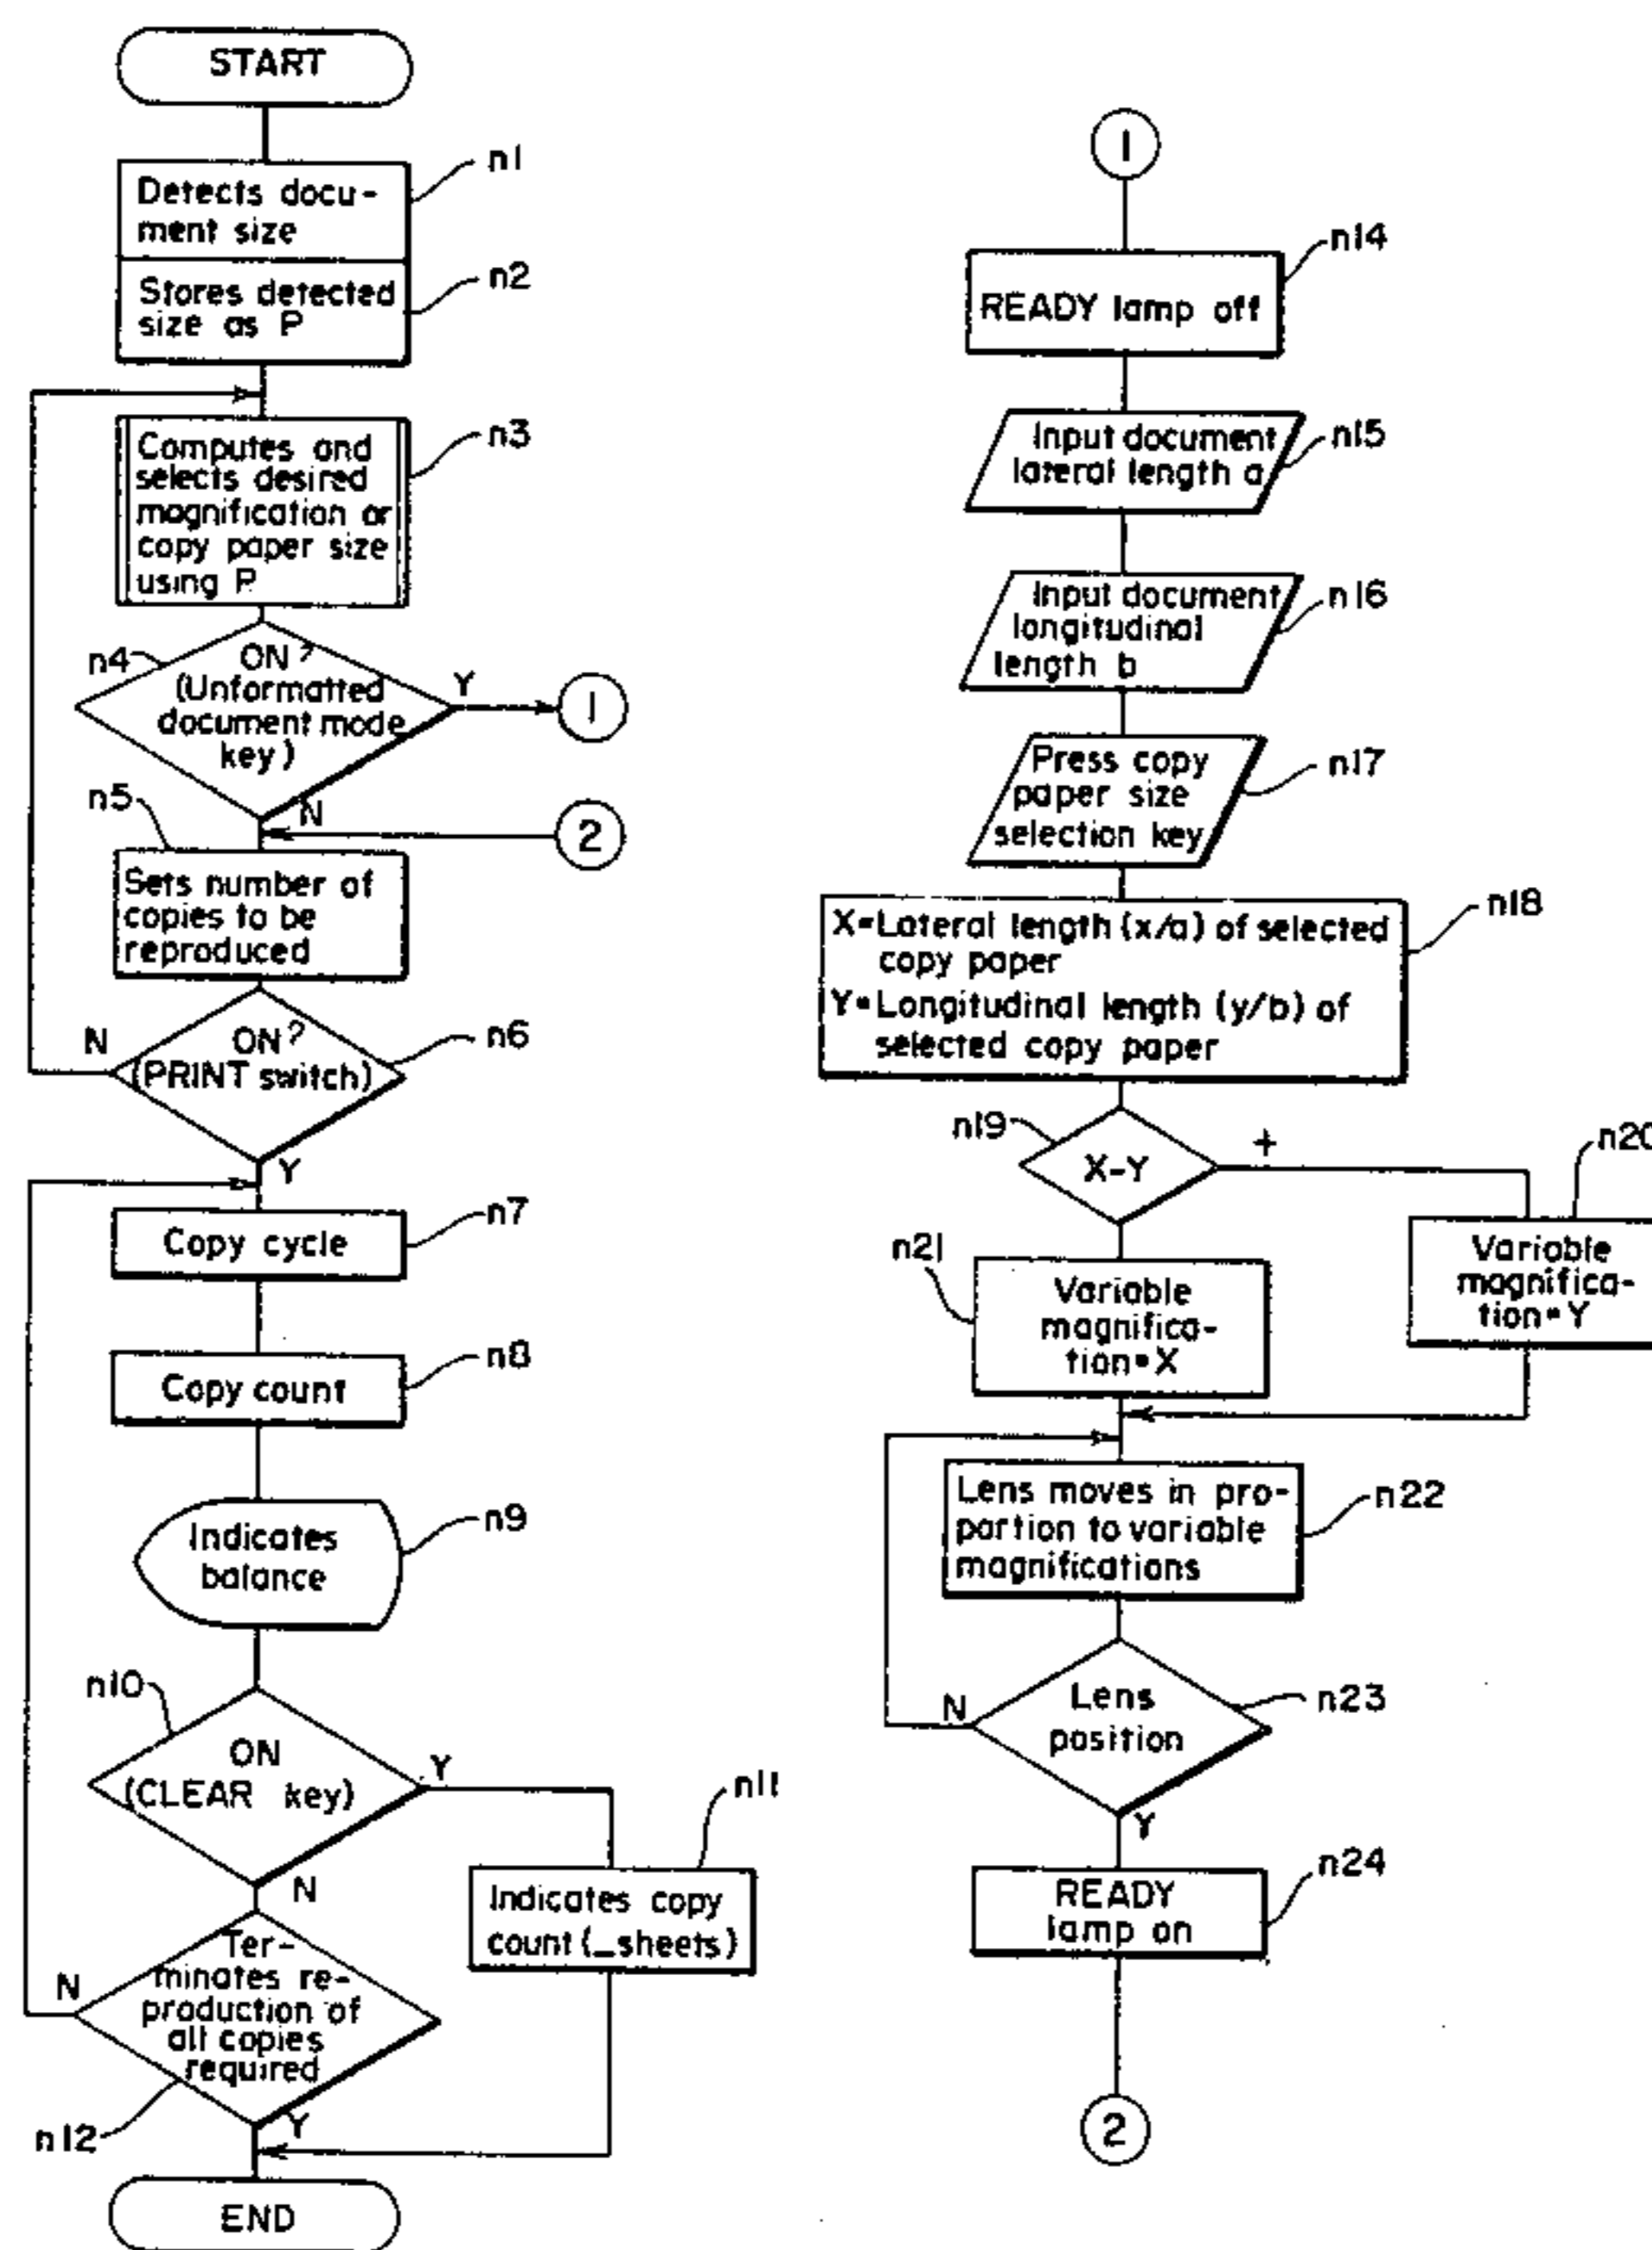 START
n1
Detects docu-
ment size
n2
Stores detected
size as P
n3
Computes and
selects desired
magnification or
copy paper size
using P
n4
ON?
(Unformatted
document mode
key)
Y
1
N
n5
2
Sets number of
copies to be
reproduced
n6
ON?
(PRINT switch)
N
Y
n7
Copy cycle
n8
Copy count
n9
Indicates
balance
n10
ON
(CLEAR key)
Y
n11
N
Indicates copy
count (_sheets)
Ter-
minates re-
production of
all copies
required
N
n12
Y
END
1
n14
READY lamp off
Input document
lateral length a
n15
Input document
longitudinal
length b
n16
Press copy
paper size
selection key
n17
n18
X=Lateral length (x/a) of selected
copy paper
Y=Longitudinal length (y/b) of
selected copy paper
n19
X-Y
+
n20
n21
Variable
magnifica-
tion=X
Variable
magnifica-
tion=Y
Lens moves in pro-
portion to variable
magnifications
n22
Lens
position
n23
N
Y
n24
READY
lamp on
2